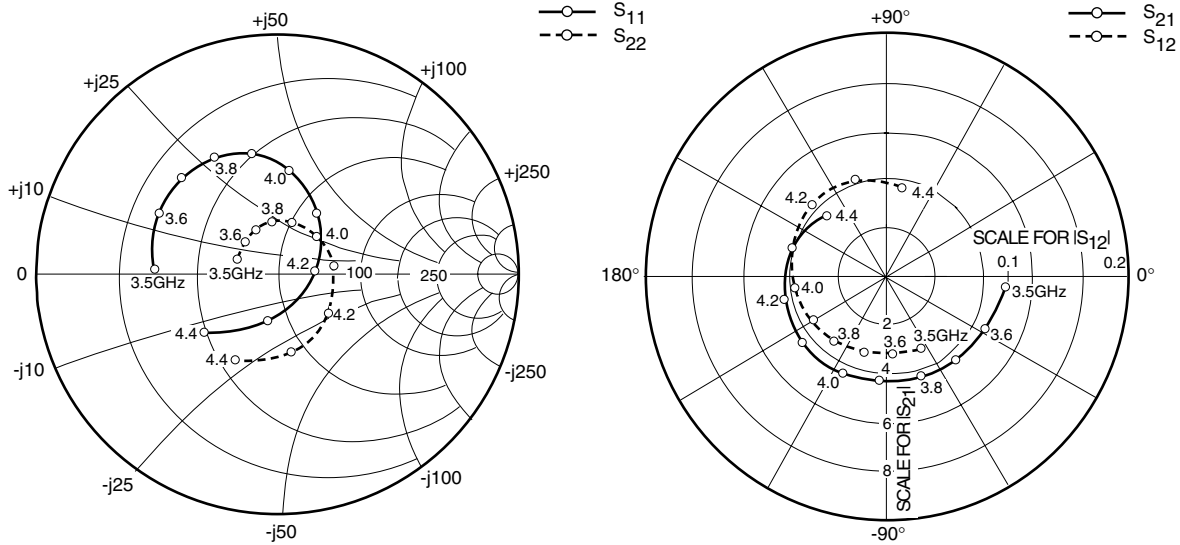 +j50
S11
S22
+j25
+j100
3.8
4.0
+j10
+j250
3.6
3.8
3.6
4.0
0
3.5GHz
3.5GHz
4.2
100
250
4.4
4.2
4.4
-j10
-j250
-j25
-j100
-j50
+90°
S21
S12
4.2
4.4
4.4
SCALE FOR |S12|
0.1
0.2
180°
0°
4.0
3.5GHz
4.2
2
3.8
3.6
3.5GHz
3.6
4.0
4
3.8
6
8
SCALE FOR |S21|
-90°